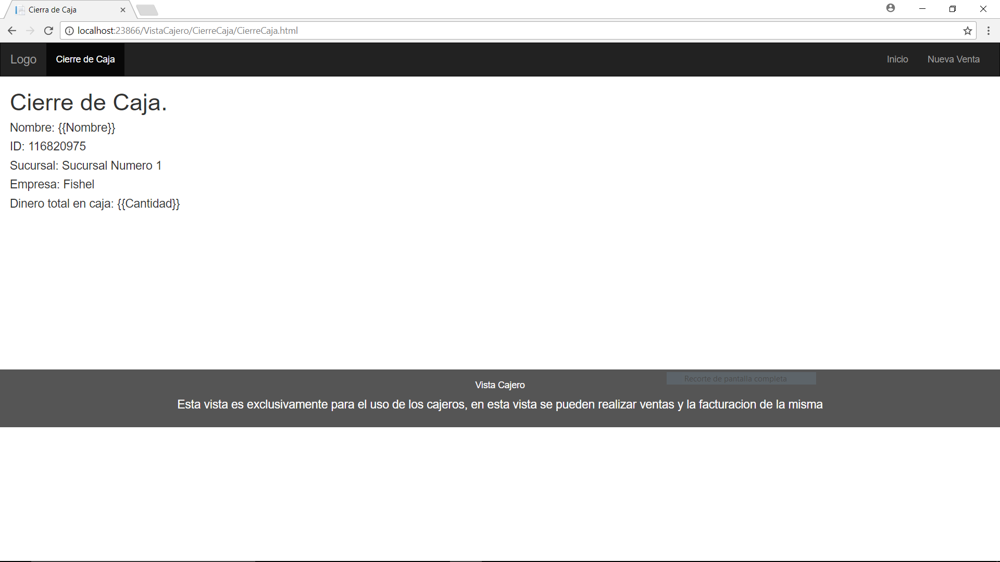 Cierra de Caja
localhost:23866/VistaCajero/CierreCaja/CierreCaja.html
Logo
Cierre de Caja
Inicio
Nueva Venta
Cierre de Caja.
Nombre: {{Nombre}}
ID: 116820975
Sucursal: Sucursal Numero 1
Empresa: Fishel
Dinero total en caja: {{Cantidad}}
Recorte de pantalla completa
Vista Cajero
Esta vista es exclusivamente para el uso de los cajeros, en esta vista se pueden realizar ventas y la facturacion de la misma